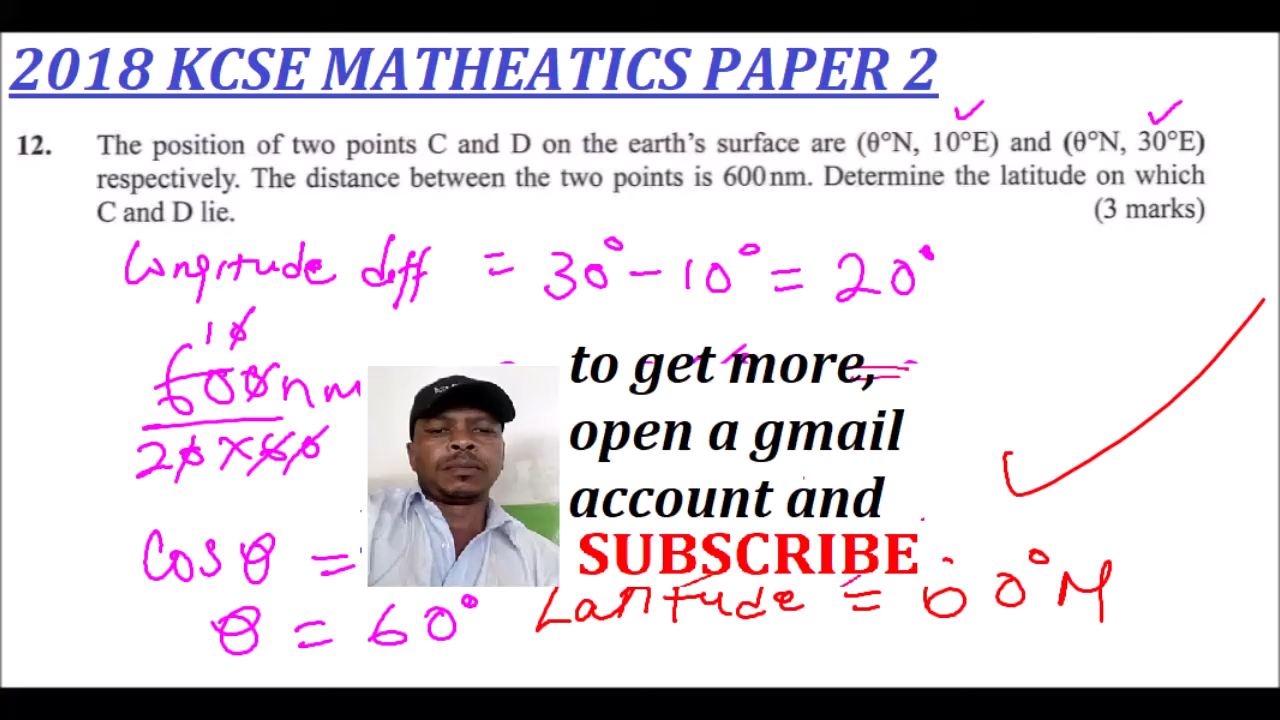 2018 KCSE MATHEATICS PAPER 2
12. The position of two points C and D on the earth's surface are (θ°N, 10°E) and (θ°N, 30°E)
respectively. The distance between the two points is 600 nm. Determine the latitude on which
C and D lie. (3 marks)
Longitude diff = 30° - 10° = 20°
10
600nm
20 × 60
to get more,
open a gmail
account and
SUBSCRIBE
Cos θ =
θ = 60°
Latitude = 60° N